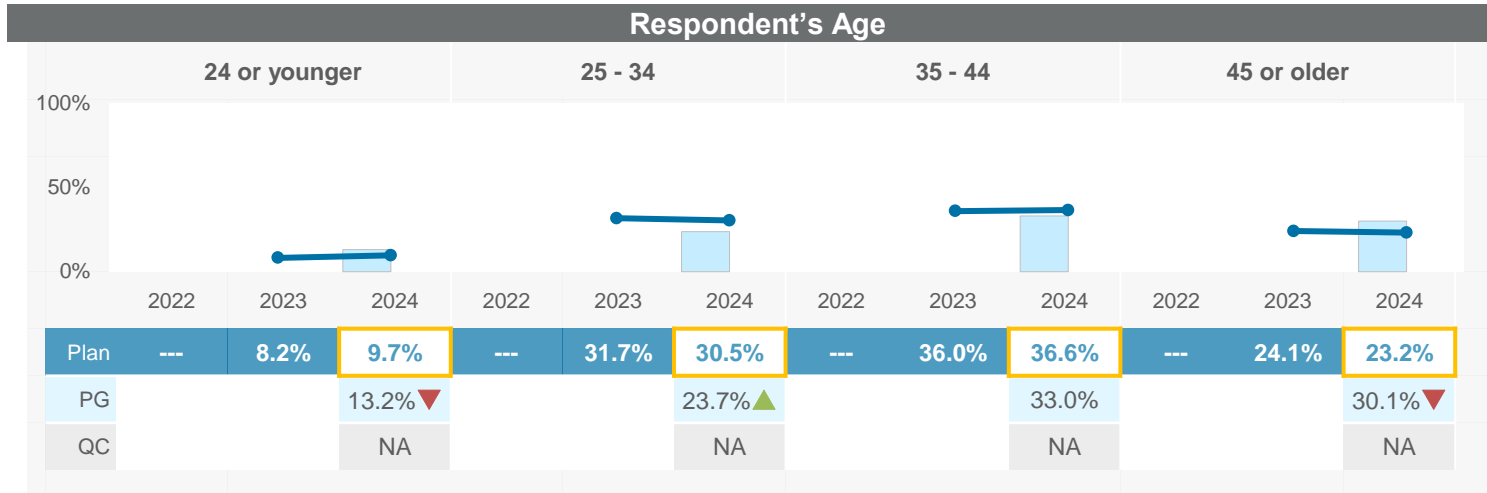 Respondent’s Age
24 or younger 25 - 34 35 - 44 45 or older
100%
50%
0%
2022 2023 2024 2022 2023 2024 2022 2023 2024 2022 2023 2024
Plan --- 8.2% 9.7% --- 31.7% 30.5% --- 36.0% 36.6% --- 24.1% 23.2%
PG 13.2% 23.7% 33.0% 30.1%
QC NA NA NA NA